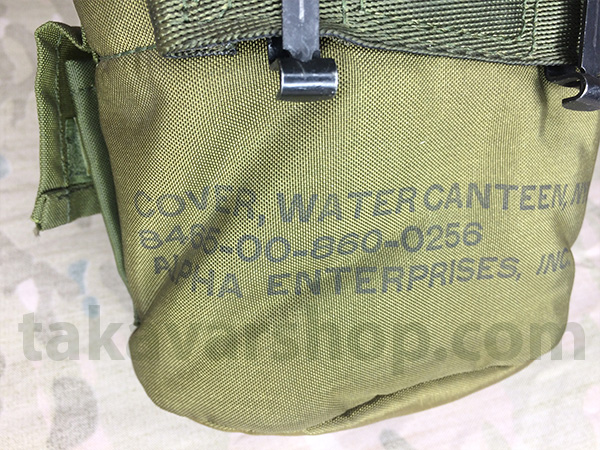 COVER, WATER CANTEEN,
8465-00-860-0256
ALPHA ENTERPRISES, INC
takavarshop.com